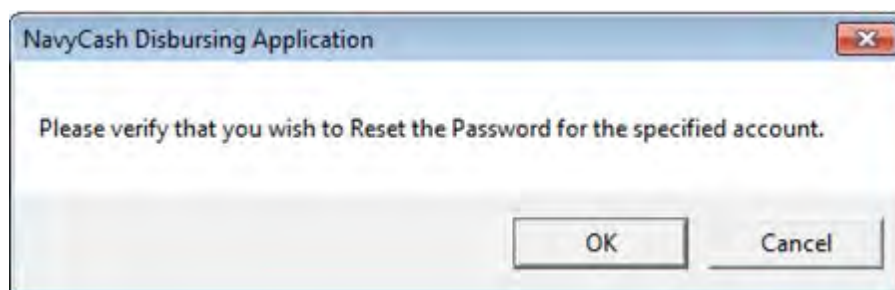 NavyCash Disbursing Application
Please verify that you wish to Reset the Password for the specified account.
OK Cancel